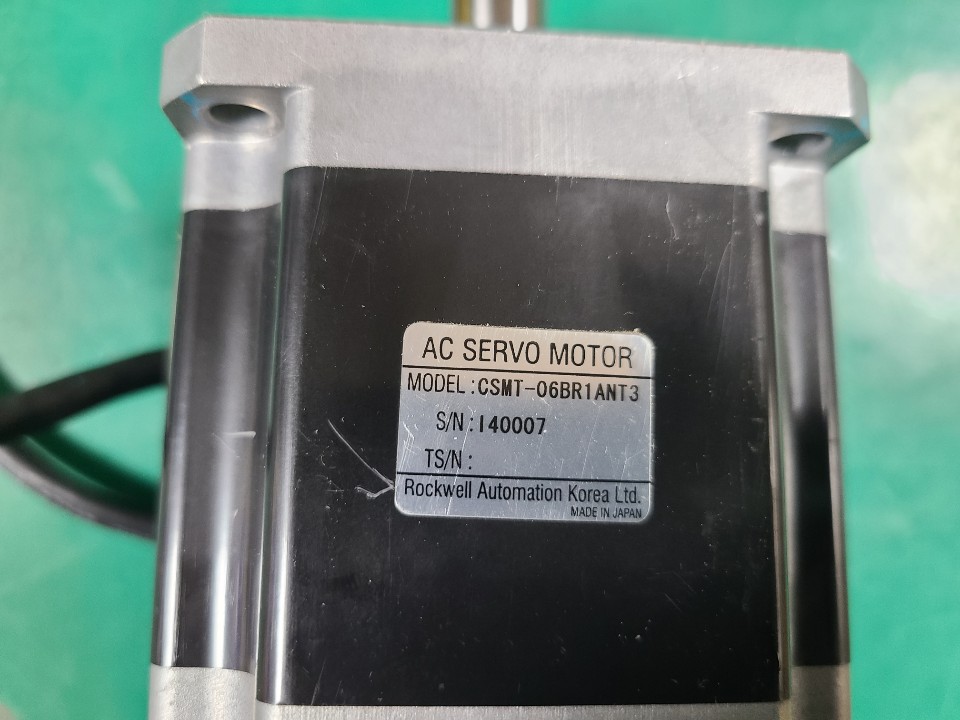 AC SERVO MOTOR
MODEL : CSMT-06BR1ANT3
S/N : I40007
TS/N :
Rockwell Automation Korea Ltd.
MADE IN JAPAN